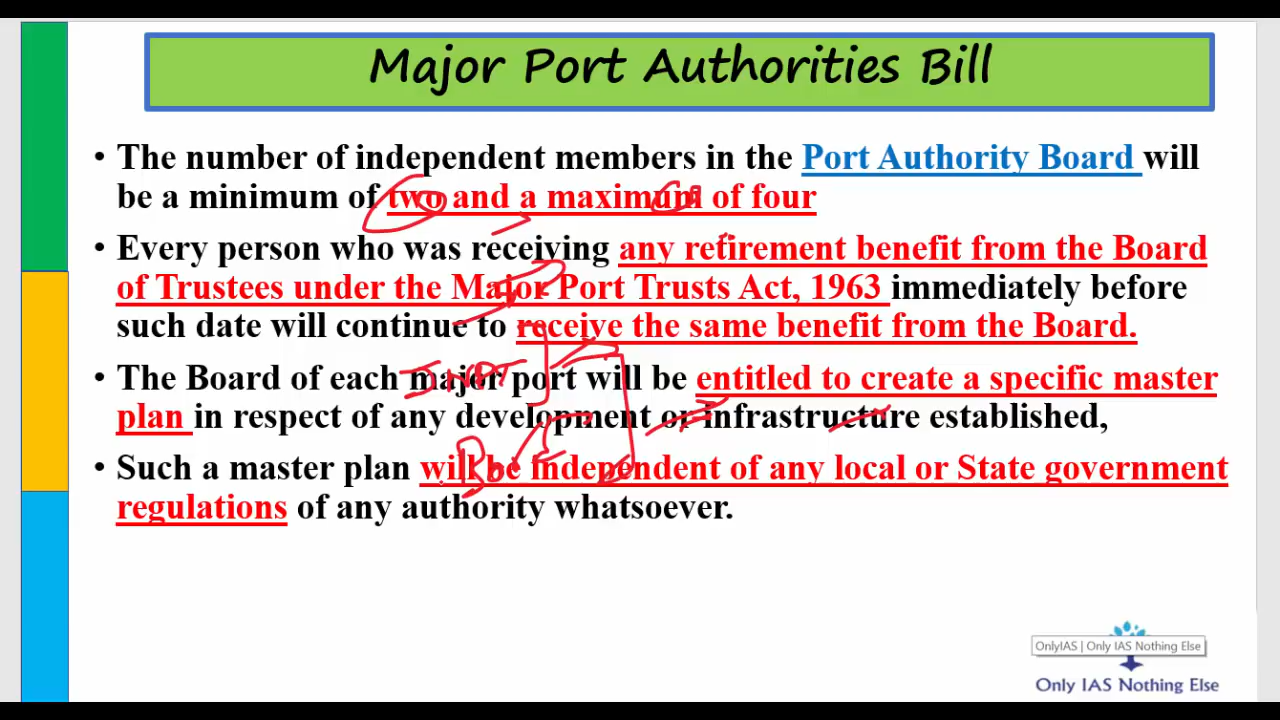 Major Port Authorities Bill
• The number of independent members in the Port Authority Board will
be a minimum of two and a maximum of four
• Every person who was receiving any retirement benefit from the Board
of Trustees under the Major Port Trusts Act, 1963 immediately before
such date will continue to receive the same benefit from the Board.
• The Board of each major port will be entitled to create a specific master
plan in respect of any development or infrastructure established,
• Such a master plan will be independent of any local or State government
regulations of any authority whatsoever.
OnlyIAS | Only IAS Nothing Else
Only IAS Nothing Else